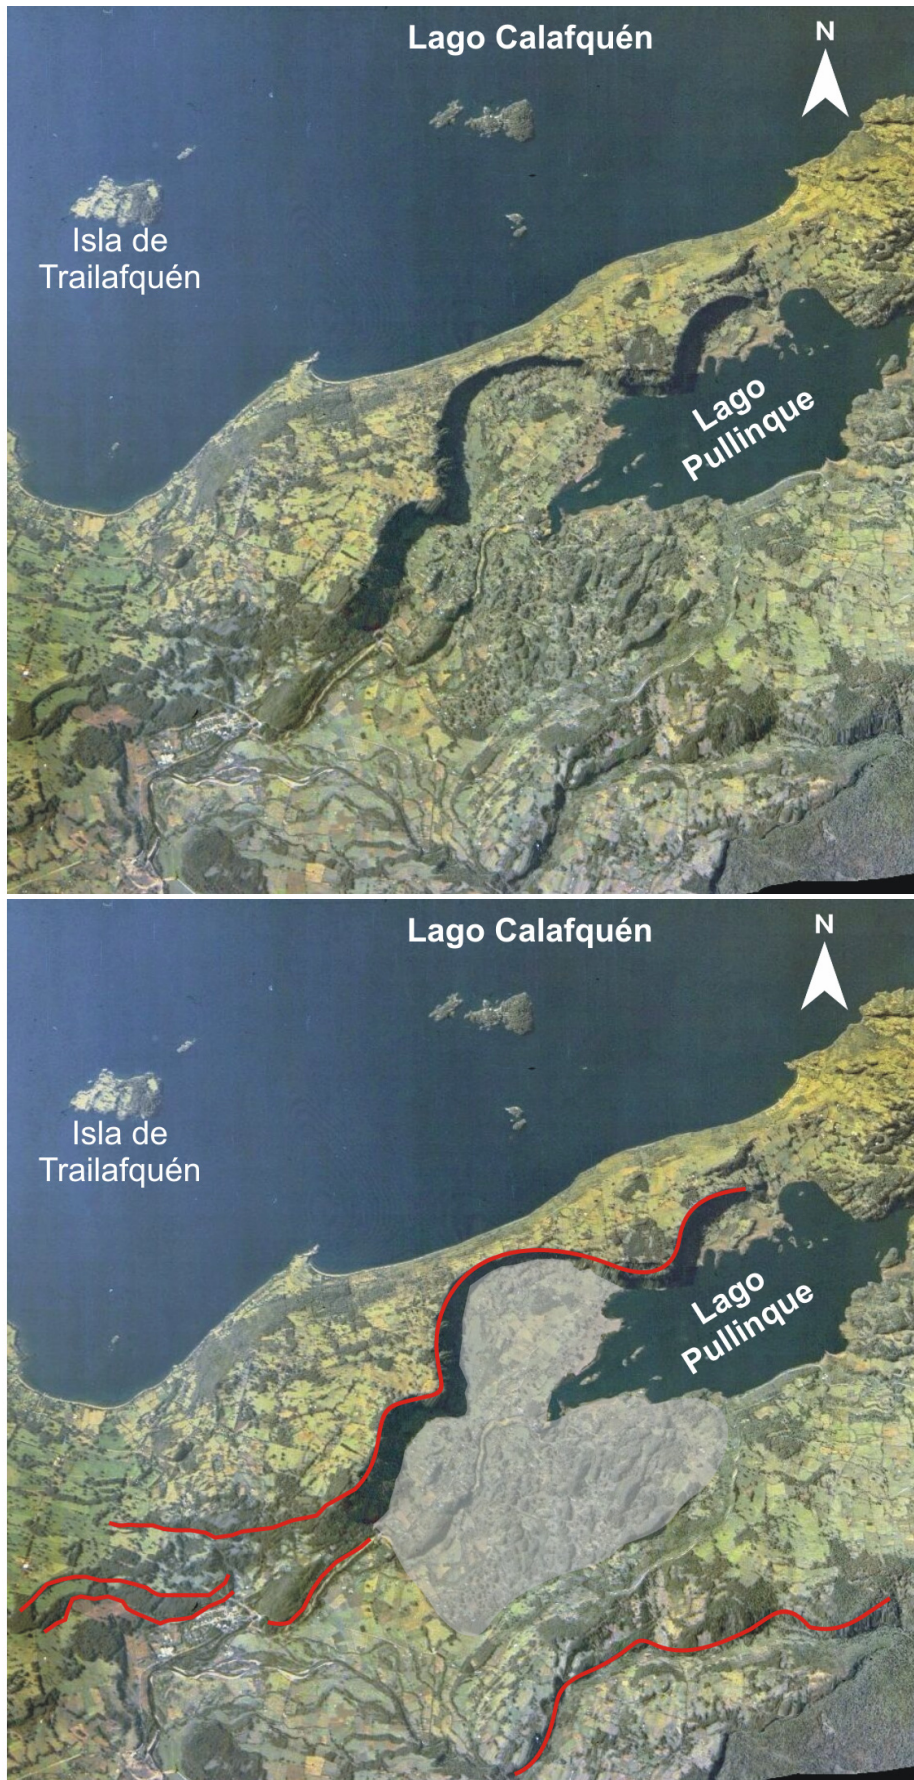 Lago Calafquén
N
Isla de
Trailafquén
Lago
Pullinque
Lago Calafquén
N
Isla de
Trailafquén
Lago
Pullinque